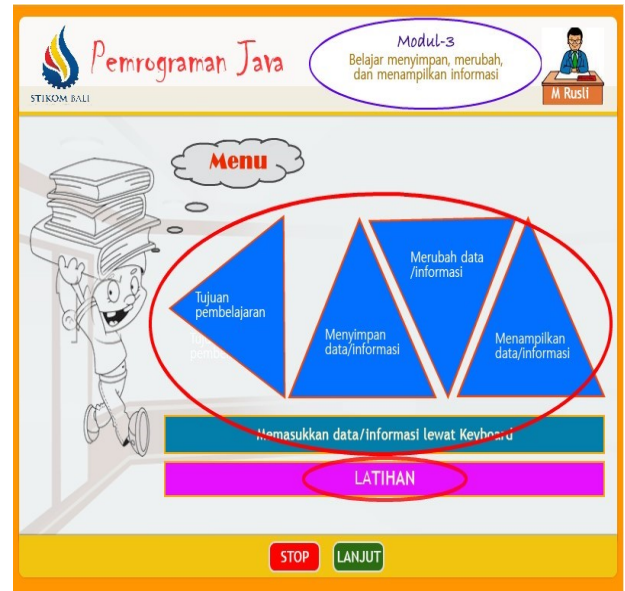 STIKOM BALI
Pemrograman Java
Modul-3
Belajar menyimpan, merubah,
dan menampilkan informasi
M Rusli
Menu
Tujuan
pembelajaran
Menyimpan
data/informasi
Merubah data
/informasi
Menampilkan
data/informasi
Memasukkan data/informasi lewat Keyboard
LATIHAN
STOP
LANJUT